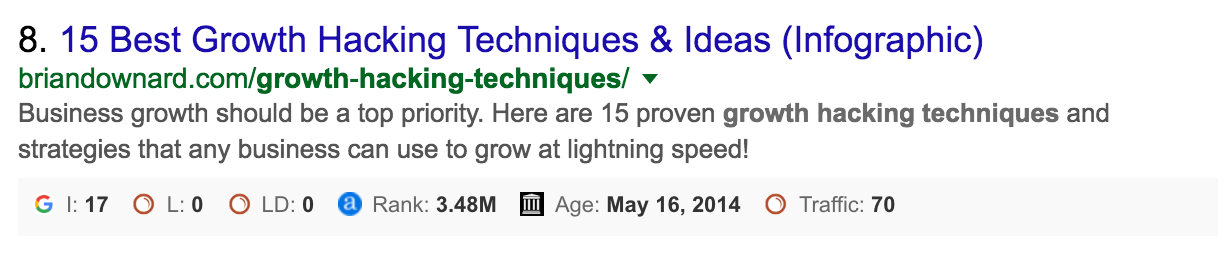 8. 15 Best Growth Hacking Techniques & Ideas (Infographic)
briandownard.com/growth-hacking-techniques/
Business growth should be a top priority. Here are 15 proven growth hacking techniques and
strategies that any business can use to grow at lightning speed!
G I: 17 L: 0 LD: 0 a Rank: 3.48M Age: May 16, 2014 Traffic: 70